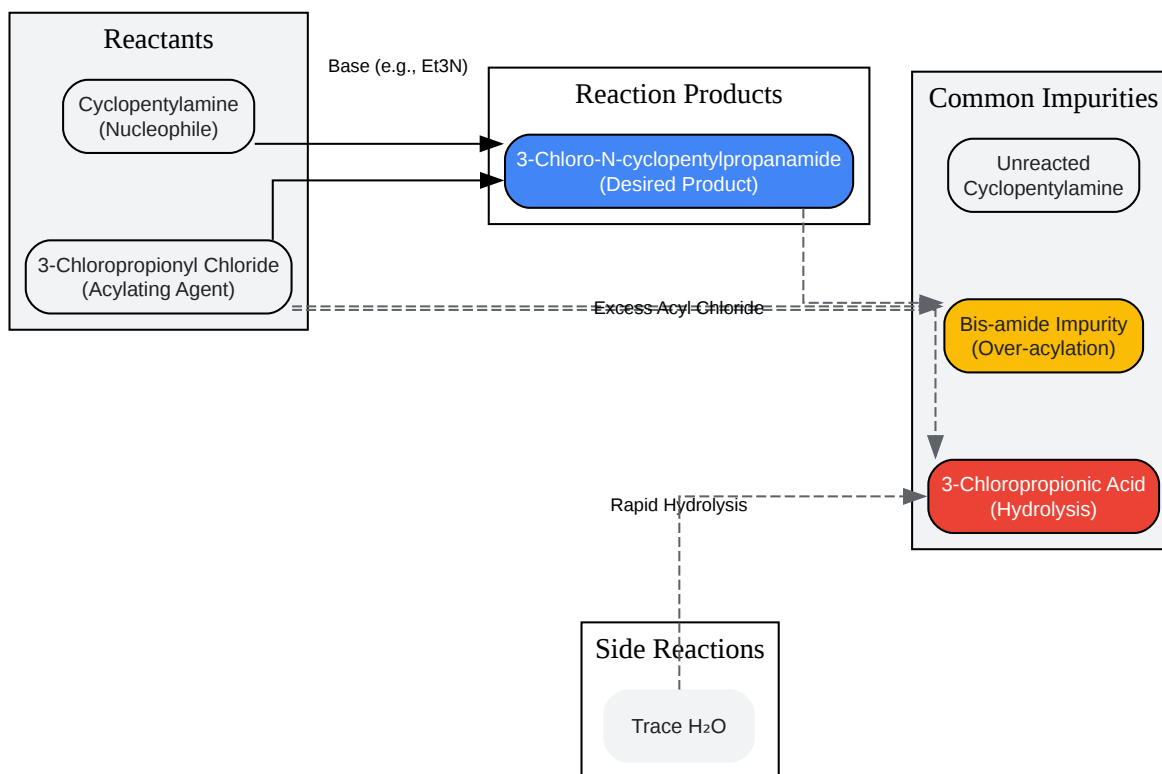 Reactants
Cyclopentylamine
(Nucleophile)
3-Chloropropionyl Chloride
(Acylating Agent)
Base (e.g., Et3N)
Reaction Products
3-Chloro-N-cyclopentylpropanamide
(Desired Product)
Common Impurities
Unreacted
Cyclopentylamine
Excess Acyl Chloride
Bis-amide Impurity
(Over-acylation)
3-Chloropropionic Acid
(Hydrolysis)
Rapid Hydrolysis
Side Reactions
Trace H₂O